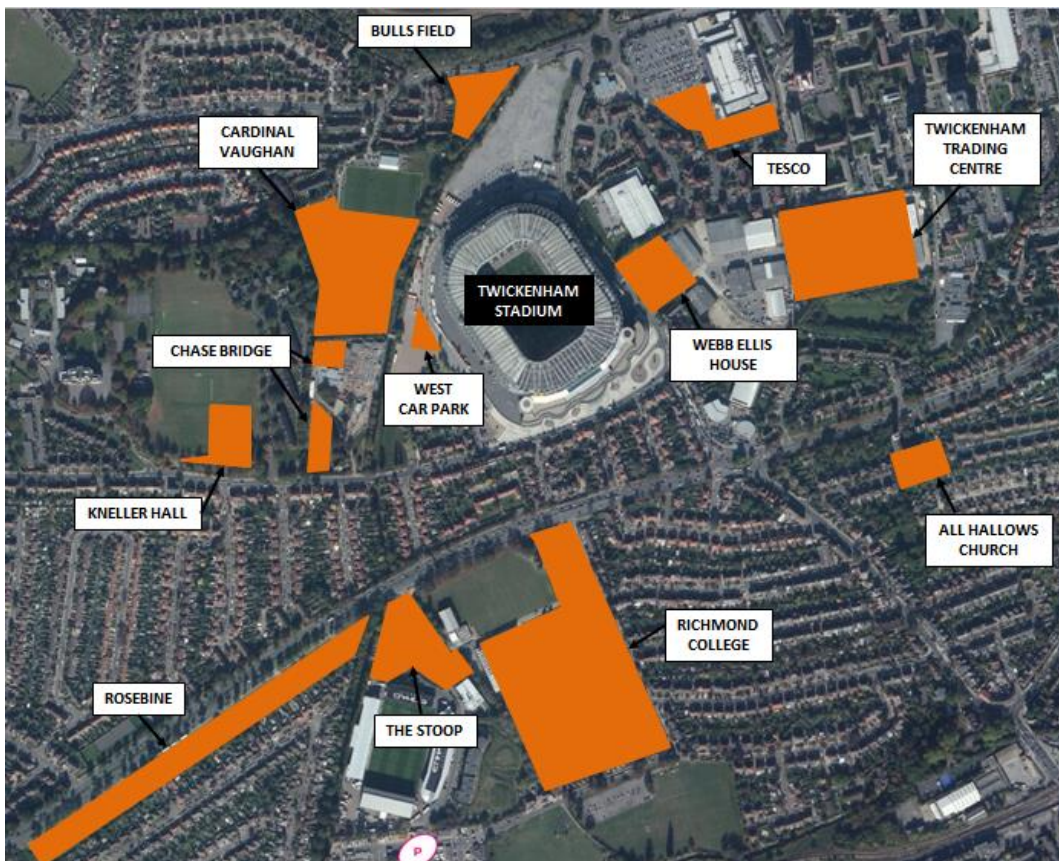 BULLS FIELD
CARDINAL
VAUGHAN
TWICKENHAM
TRADING
CENTRE
TESCO
TWICKENHAM
STADIUM
CHASE BRIDGE
WEBB ELLIS
HOUSE
WEST
CAR PARK
KNELLER HALL
ALL HALLOWS
CHURCH
RICHMOND
COLLEGE
ROSEBINE
THE STOOP
P